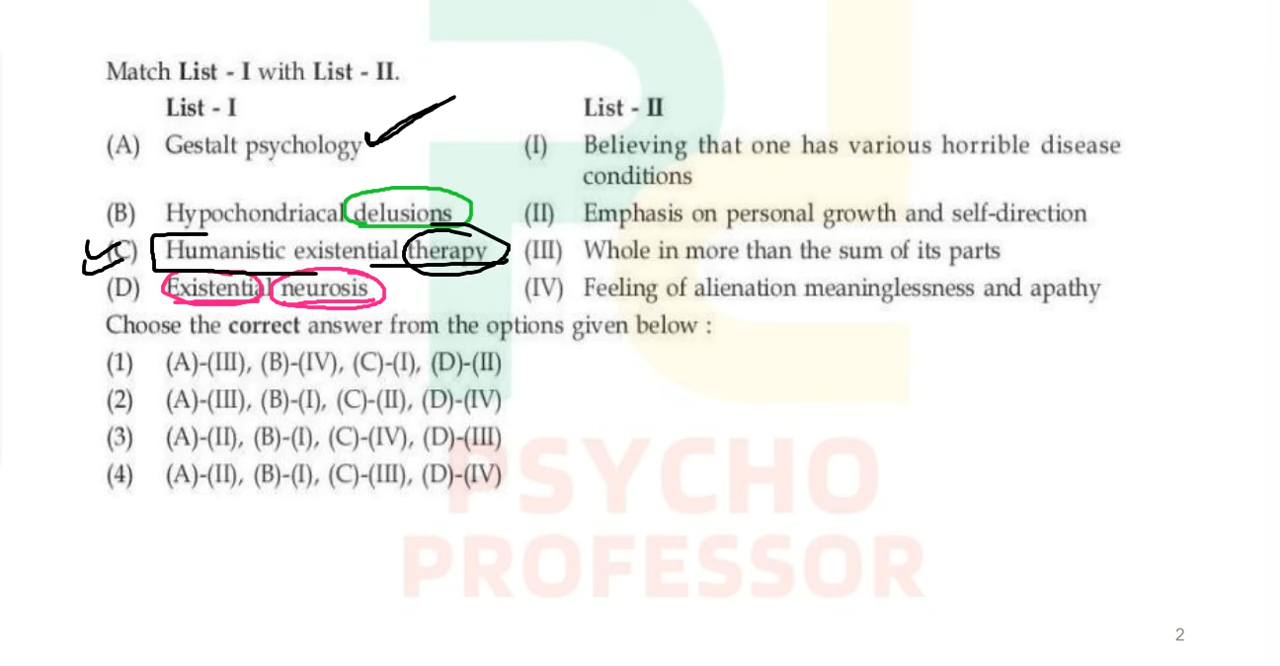 Match List - I with List - II.
List - I List - II
(A) Gestalt psychology (I) Believing that one has various horrible disease
conditions
(B) Hypochondriacal delusions (II) Emphasis on personal growth and self-direction
(C) Humanistic existential therapy (III) Whole in more than the sum of its parts
(D) Existential neurosis (IV) Feeling of alienation meaninglessness and apathy
Choose the correct answer from the options given below :
(1) (A)-(III), (B)-(IV), (C)-(I), (D)-(II)
(2) (A)-(III), (B)-(I), (C)-(II), (D)-(IV)
(3) (A)-(II), (B)-(I), (C)-(IV), (D)-(III)
(4) (A)-(II), (B)-(I), (C)-(III), (D)-(IV)
PSYCHO
PROFESSOR
2